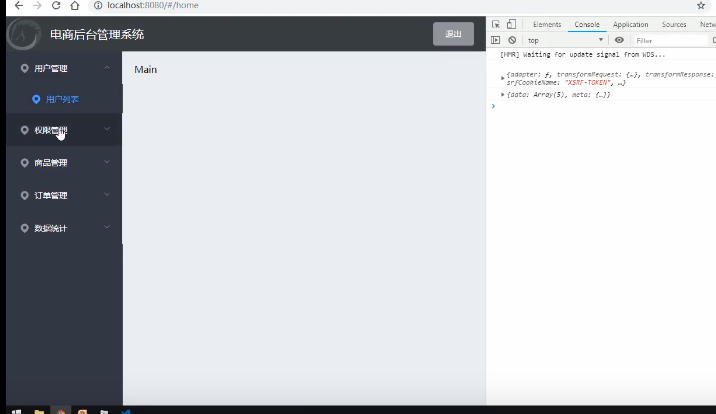 localhost:8080/#/home
电商后台管理系统
退出
用户管理
用户列表
权限管理
商品管理
订单管理
数据统计
Main
Elements Console Application Sources Netw
top Filter
[HMR] Waiting for update signal from WDS...
{adapter: ƒ, transformRequest: {…}, transformResponse:
srfCookieName: "XSRF-TOKEN", …}
{data: Array(5), meta: {…}}